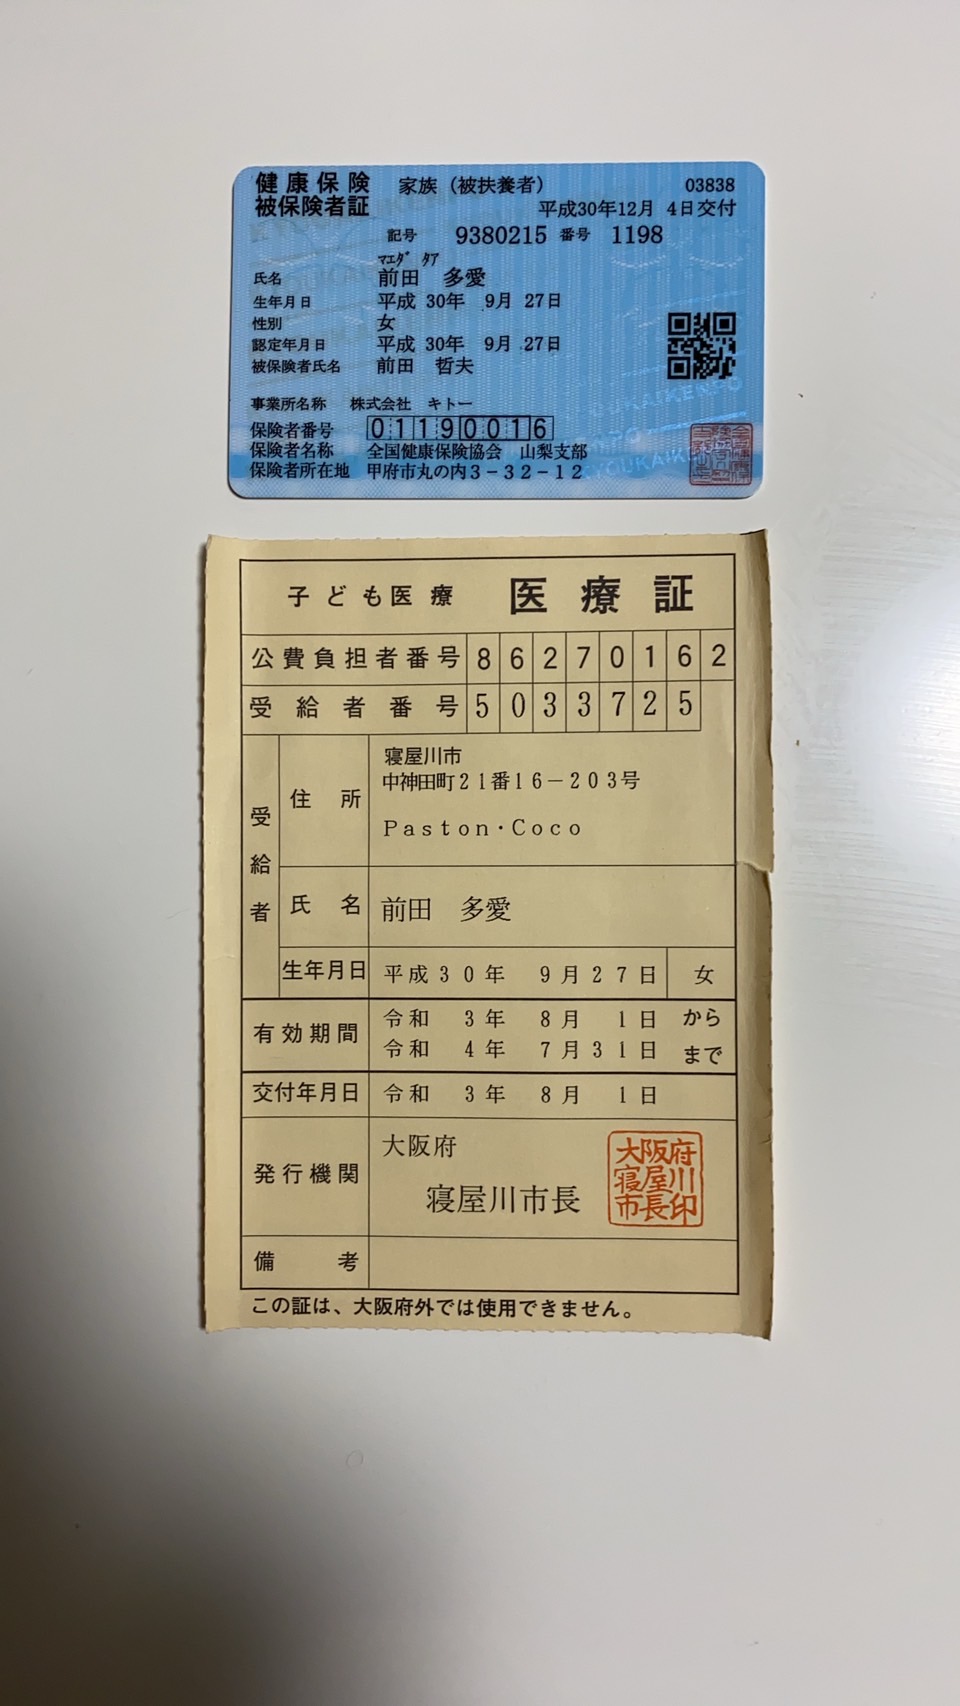 健康保険 家族（被扶養者） 03838
被保険者証 平成30年12月 4日交付
記号 9380215 番号 1198
ﾏｴﾀﾞ ﾀｱ
氏名 前田 多愛
生年月日 平成 30年 9月 27日
性別 女
認定年月日 平成 30年 9月 27日
被保険者氏名 前田 哲夫
事業所名称 株式会社 キトー
保険者番号 01190016
保険者名称 全国健康保険協会 山梨支部
保険者所在地 甲府市丸の内3－32－12
子ども医療 医療証
公費負担者番号 86270162
受給者番号 5033725
受給者
住所 寝屋川市
中神田町21番16－203号
Paston・Coco
氏名 前田 多愛
生年月日 平成30年 9月27日 女
有効期間 令和 3年 8月 1日 から
令和 4年 7月31日 まで
交付年月日 令和 3年 8月 1日
発行機関 大阪府
寝屋川市長
大阪府
寝屋川
市長印
備考
この証は、大阪府外では使用できません。